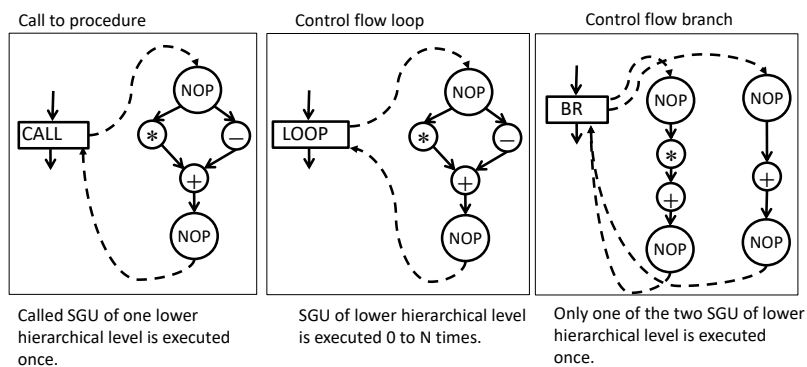 Call to procedure
NOP
CALL
*
−
+
NOP
Called SGU of one lower
hierarchical level is executed
once.
Control flow loop
NOP
LOOP
*
−
+
NOP
SGU of lower hierarchical level
is executed 0 to N times.
Control flow branch
BR
NOP
NOP
*
+
+
NOP
NOP
Only one of the two SGU of lower
hierarchical level is executed
once.